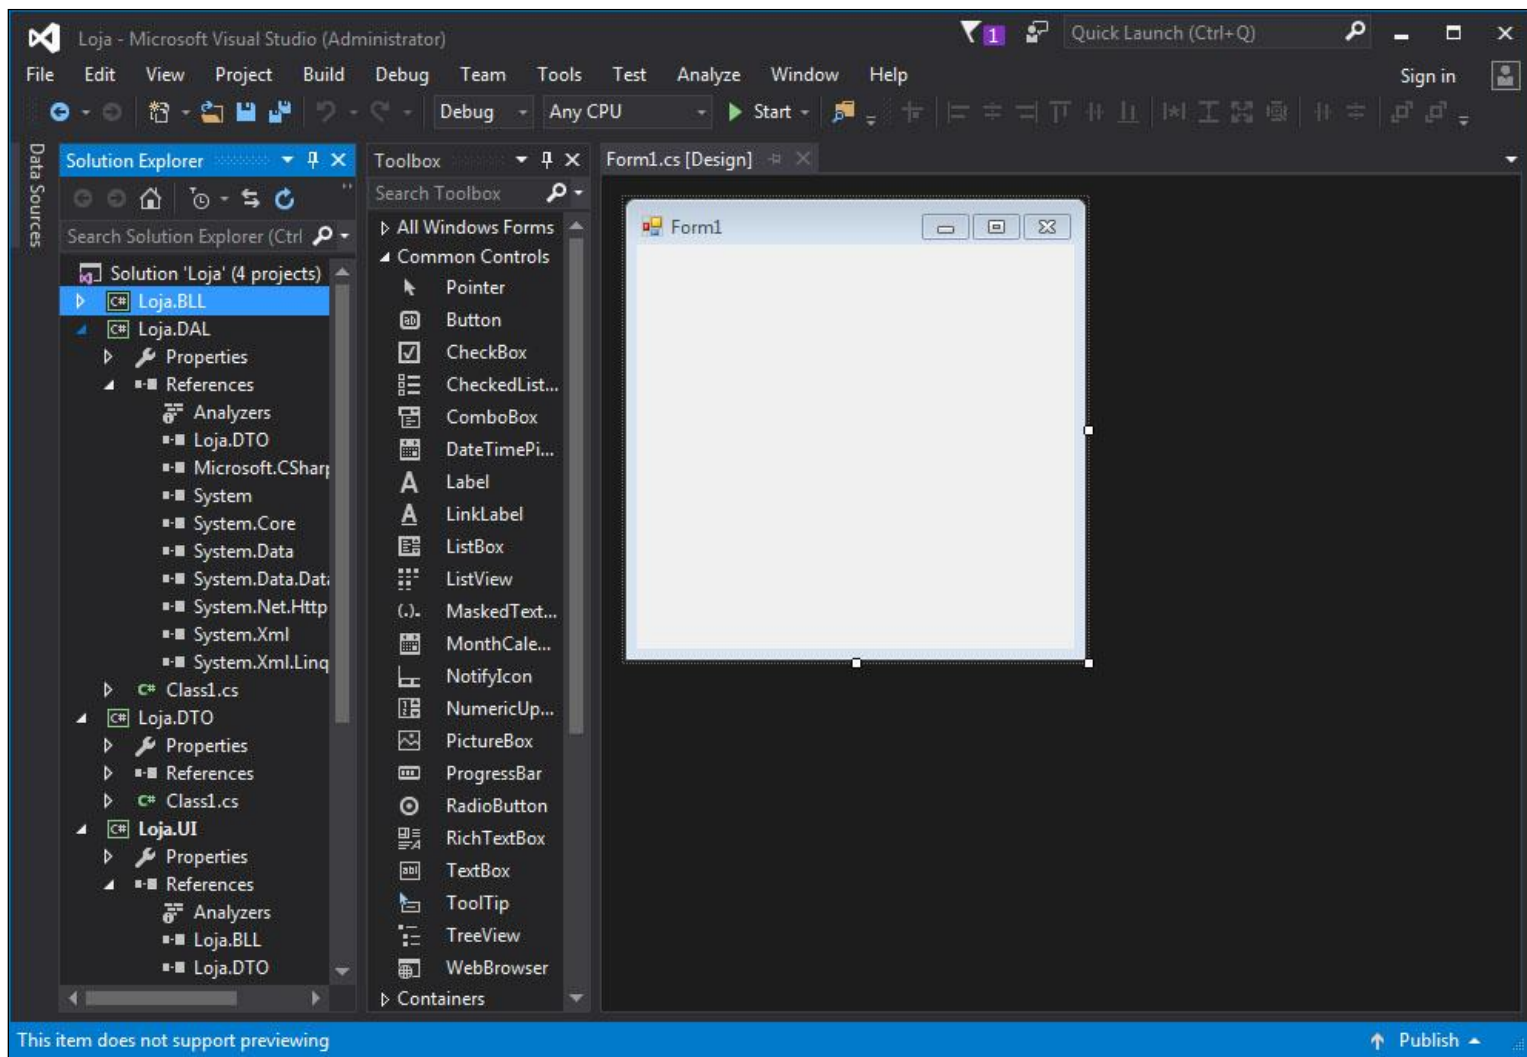 Loja - Microsoft Visual Studio (Administrator)
1
Quick Launch (Ctrl+Q)
File Edit View Project Build Debug Team Tools Test Analyze Window Help
Sign in
Debug Any CPU Start
Data Sources
Solution Explorer
Search Solution Explorer (Ctrl
Solution 'Loja' (4 projects)
C# Loja.BLL
C# Loja.DAL
Properties
References
Analyzers
Loja.DTO
Microsoft.CSharp
System
System.Core
System.Data
System.Data.Data
System.Net.Http
System.Xml
System.Xml.Linq
C# Class1.cs
C# Loja.DTO
Properties
References
C# Class1.cs
C# Loja.UI
Properties
References
Analyzers
Loja.BLL
Loja.DTO
Toolbox
Search Toolbox
All Windows Forms
Common Controls
Pointer
Button
CheckBox
CheckedList...
ComboBox
DateTimePi...
Label
LinkLabel
ListBox
ListView
MaskedText...
MonthCale...
NotifyIcon
NumericUp...
PictureBox
ProgressBar
RadioButton
RichTextBox
TextBox
ToolTip
TreeView
WebBrowser
Containers
Form1.cs [Design]
Form1
This item does not support previewing
Publish